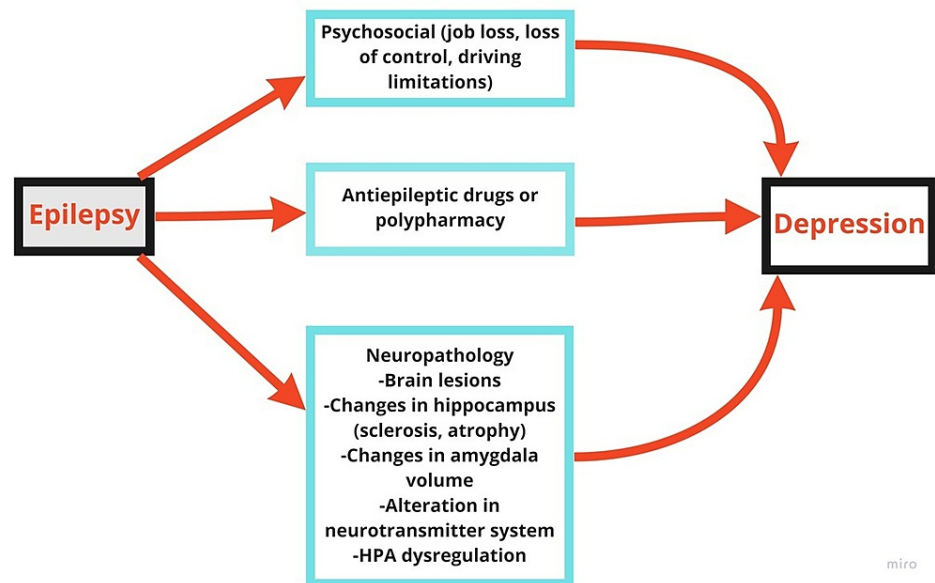 Psychosocial (job loss, loss
of control, driving
limitations)
Epilepsy
Antiepileptic drugs or
polypharmacy
Depression
Neuropathology
-Brain lesions
-Changes in hippocampus
(sclerosis, atrophy)
-Changes in amygdala
volume
-Alteration in
neurotransmitter system
-HPA dysregulation
miro